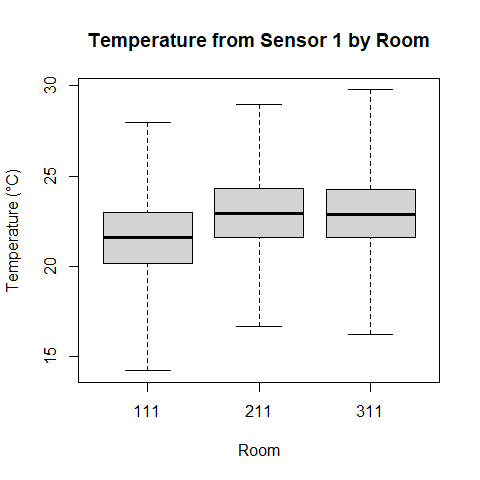 Temperature from Sensor 1 by Room
Temperature (°C)
30
25
20
15
111 211 311
Room